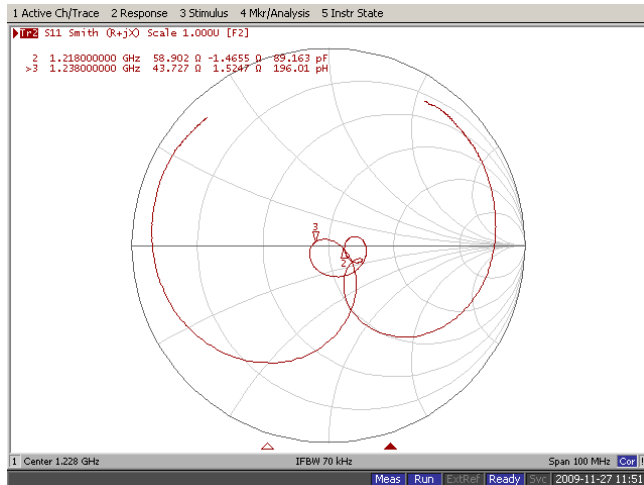 1 Active Ch/Trace 2 Response 3 Stimulus 4 Mkr/Analysis 5 Instr State
Tr2 S11 Smith (R+jX) Scale 1.000U [F2]
2 1.218000000 GHz 58.902 Ω -1.4655 Ω 89.163 pF
>3 1.238000000 GHz 43.727 Ω 1.5247 Ω 196.01 pH
3
2
1 Center 1.228 GHz IFBW 70 kHz Span 100 MHz Cor !
Meas Run ExtRef Ready Svc 2009-11-27 11:51